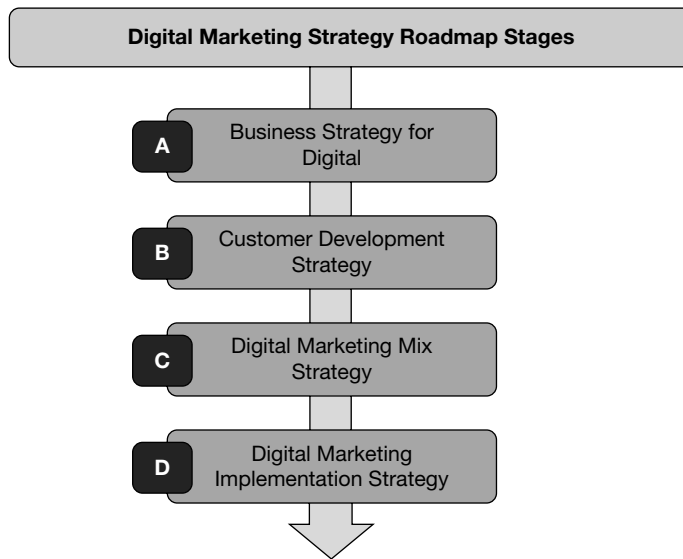 Digital Marketing Strategy Roadmap Stages
A
Business Strategy for
Digital
B
Customer Development
Strategy
C
Digital Marketing Mix
Strategy
D
Digital Marketing
Implementation Strategy